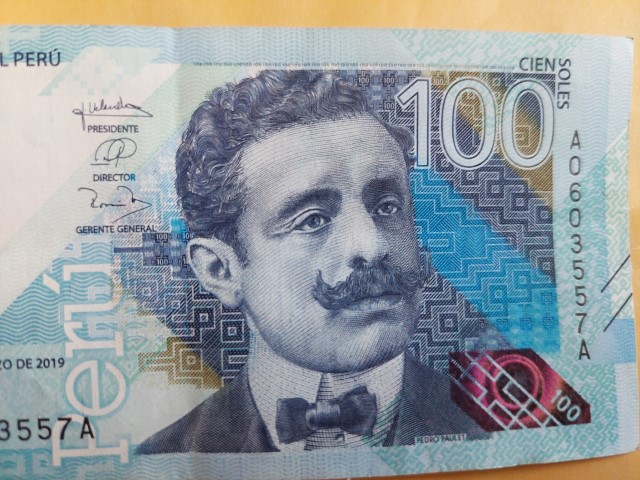 L PERÚ
CIEN
SOLES
100
PRESIDENTE
DIRECTOR
GERENTE GENERAL
A0603557A
Perú
ZO DE 2019
3557A
100
PEDRO PAULET